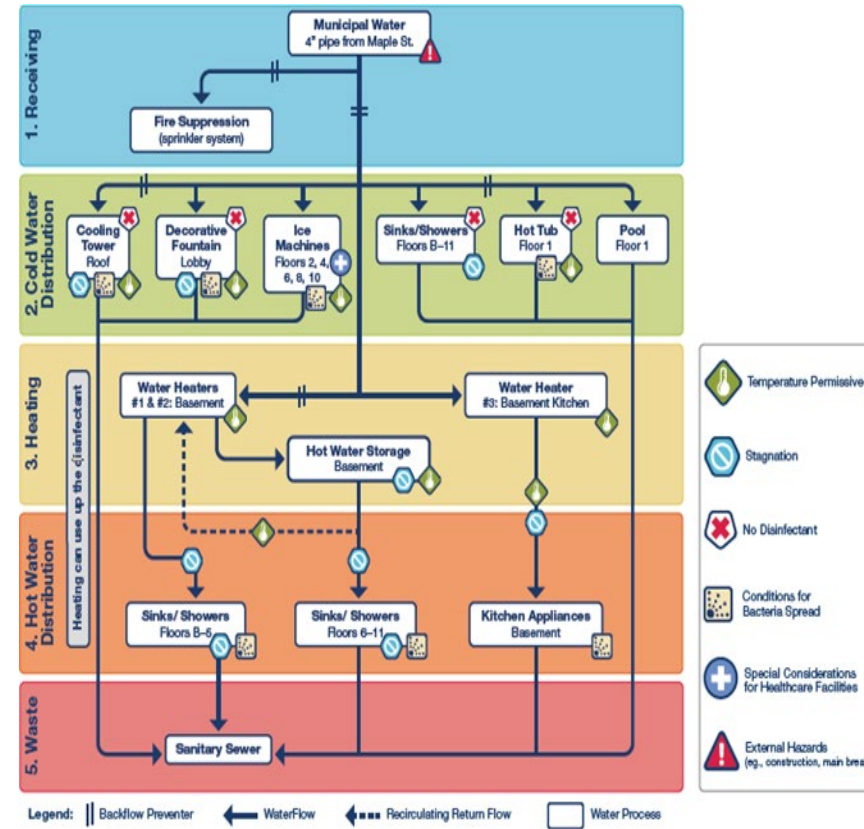 1. Receiving
Municipal Water
4" pipe from Maple St.
Fire Suppression
(sprinkler system)
2. Cold Water
Distribution
Cooling
Tower
Roof
Decorative
Fountain
Lobby
Ice
Machines
Floors 2, 4,
6, 8, 10
Sinks/Showers
Floors B–11
Hot Tub
Floor 1
Pool
Floor 1
3. Heating
Heating can use up the disinfectant
Water Heaters
#1 & #2: Basement
Water Heater
#3: Basement Kitchen
Hot Water Storage
Basement
4. Hot Water
Distribution
Sinks/ Showers
Floors B–5
Sinks/ Showers
Floors 6–11
Kitchen Appliances
Basement
5. Waste
Sanitary Sewer
Temperature Permissive
Stagnation
No Disinfectant
Conditions for
Bacteria Spread
Special Considerations
for Healthcare Facilities
External Hazards
(eg., construction, main brea
Legend: Backflow Preventer WaterFlow Recirculating Return Flow Water Process